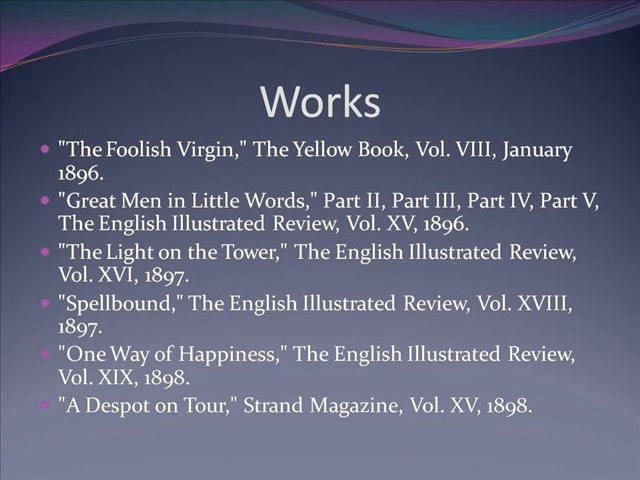 Works
"The Foolish Virgin," The Yellow Book, Vol. VIII, January
1896.
"Great Men in Little Words," Part II, Part III, Part IV, Part V,
The English Illustrated Review, Vol. XV, 1896.
"The Light on the Tower," The English Illustrated Review,
Vol. XVI, 1897.
"Spellbound," The English Illustrated Review, Vol. XVIII,
1897.
"One Way of Happiness," The English Illustrated Review,
Vol. XIX, 1898.
"A Despot on Tour," Strand Magazine, Vol. XV, 1898.